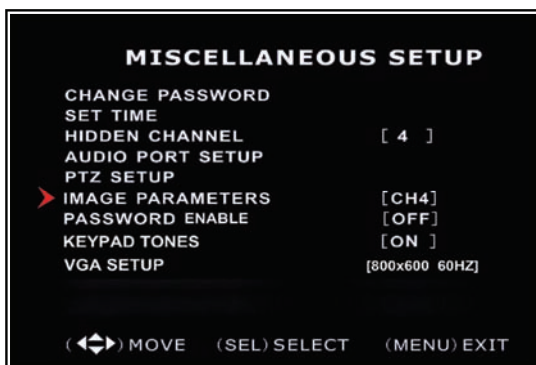 MISCELLANEOUS SETUP
CHANGE PASSWORD
SET TIME
HIDDEN CHANNEL [ 4 ]
AUDIO PORT SETUP
PTZ SETUP
IMAGE PARAMETERS [CH4]
PASSWORD ENABLE [OFF]
KEYPAD TONES [ON ]
VGA SETUP [800x600 60HZ]
(◀♦▶) MOVE (SEL) SELECT (MENU) EXIT